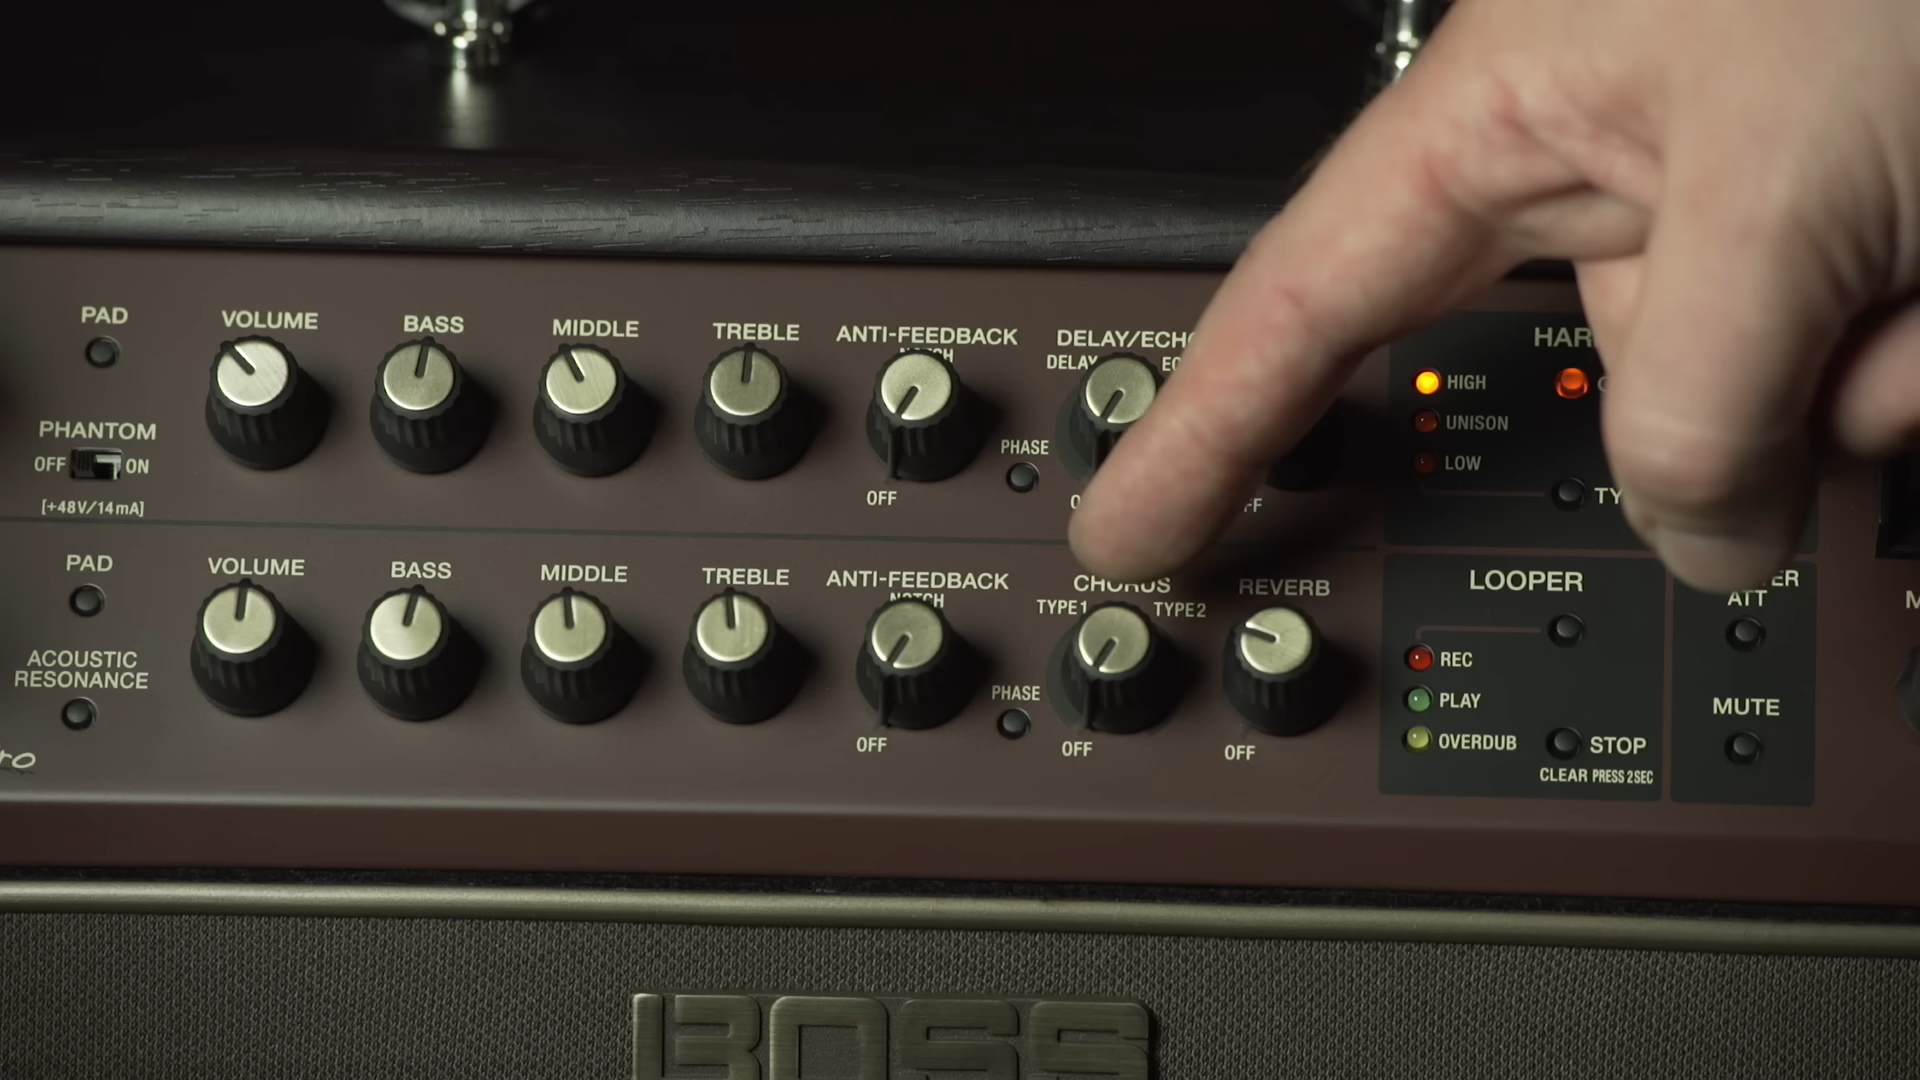 PAD
VOLUME
BASS
MIDDLE
TREBLE
ANTI-FEEDBACK
NOTCH
DELAY/ECHO
DELAY
PHANTOM
OFF ON
[+48V/14mA]
OFF
PHASE
HIGH
UNISON
LOW
PAD
ACOUSTIC
RESONANCE
VOLUME
BASS
MIDDLE
TREBLE
ANTI-FEEDBACK
NOTCH
OFF
PHASE
CHORUS
TYPE1 TYPE2
OFF
REVERB
OFF
LOOPER
REC
PLAY
OVERDUB
STOP
CLEAR PRESS 2SEC
ATT
MUTE
BOSS